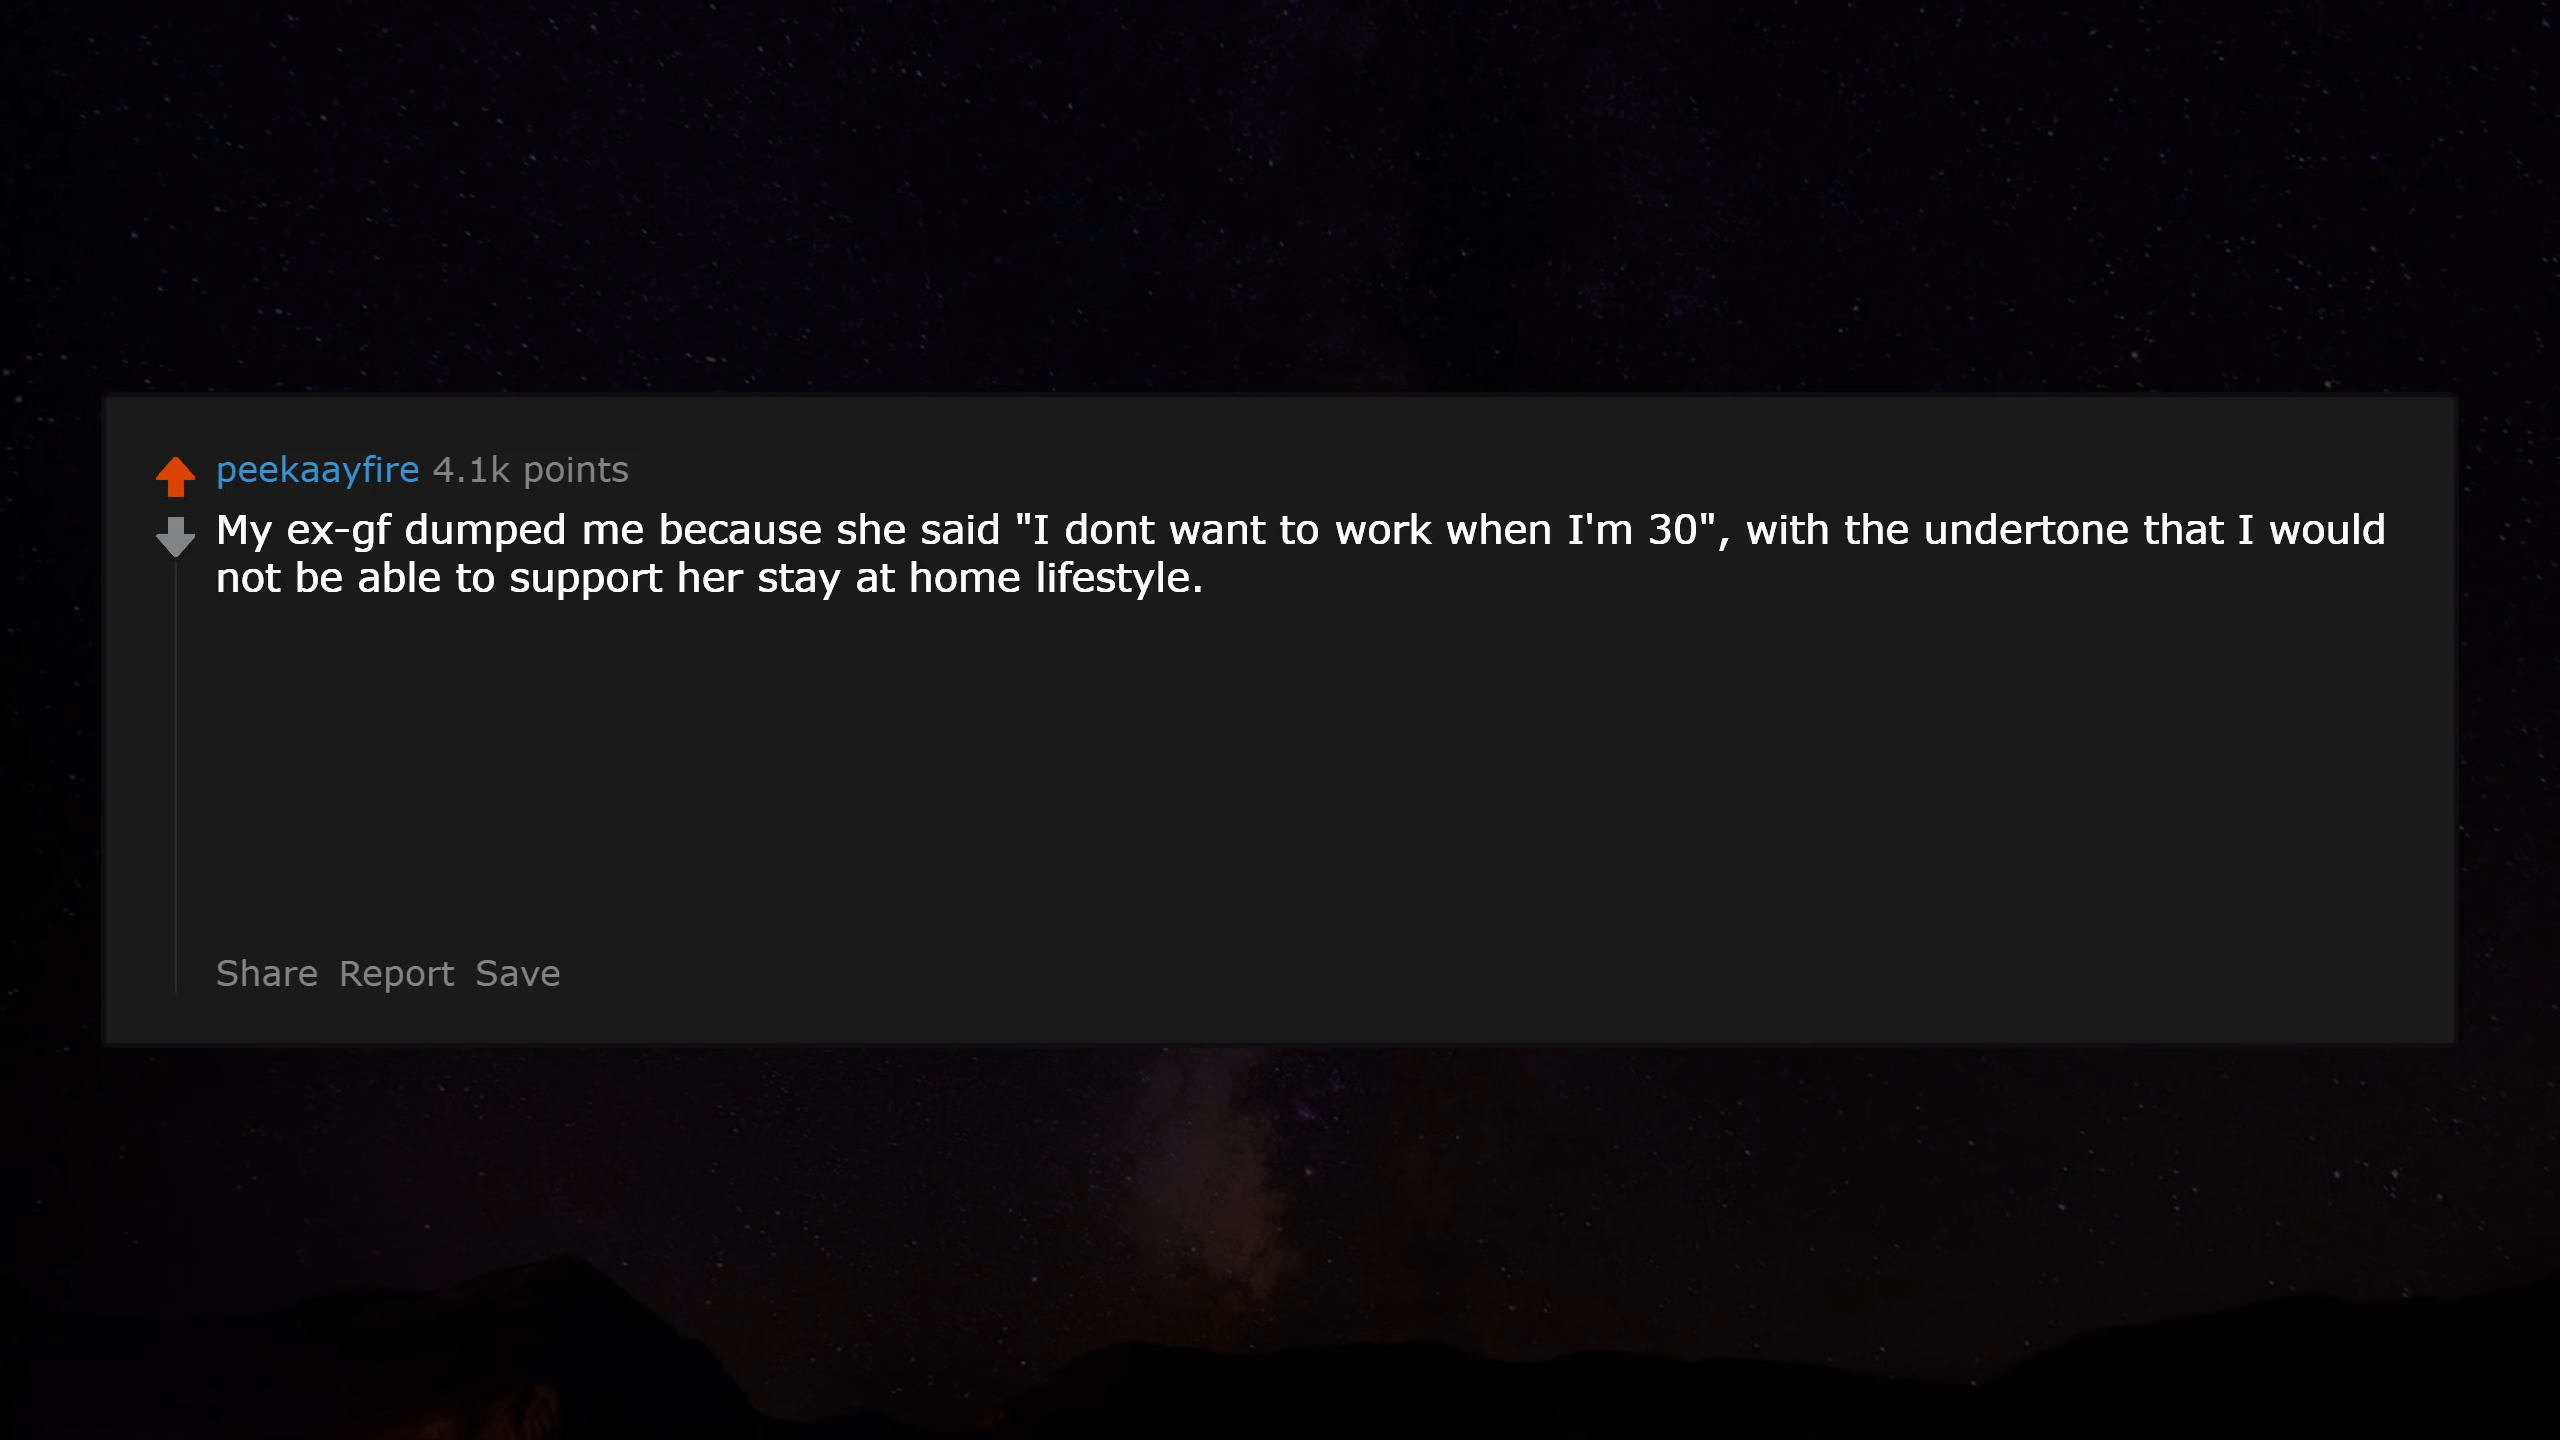 peekaayfire 4.1k points
My ex-gf dumped me because she said "I dont want to work when I'm 30", with the undertone that I would
not be able to support her stay at home lifestyle.
Share Report Save